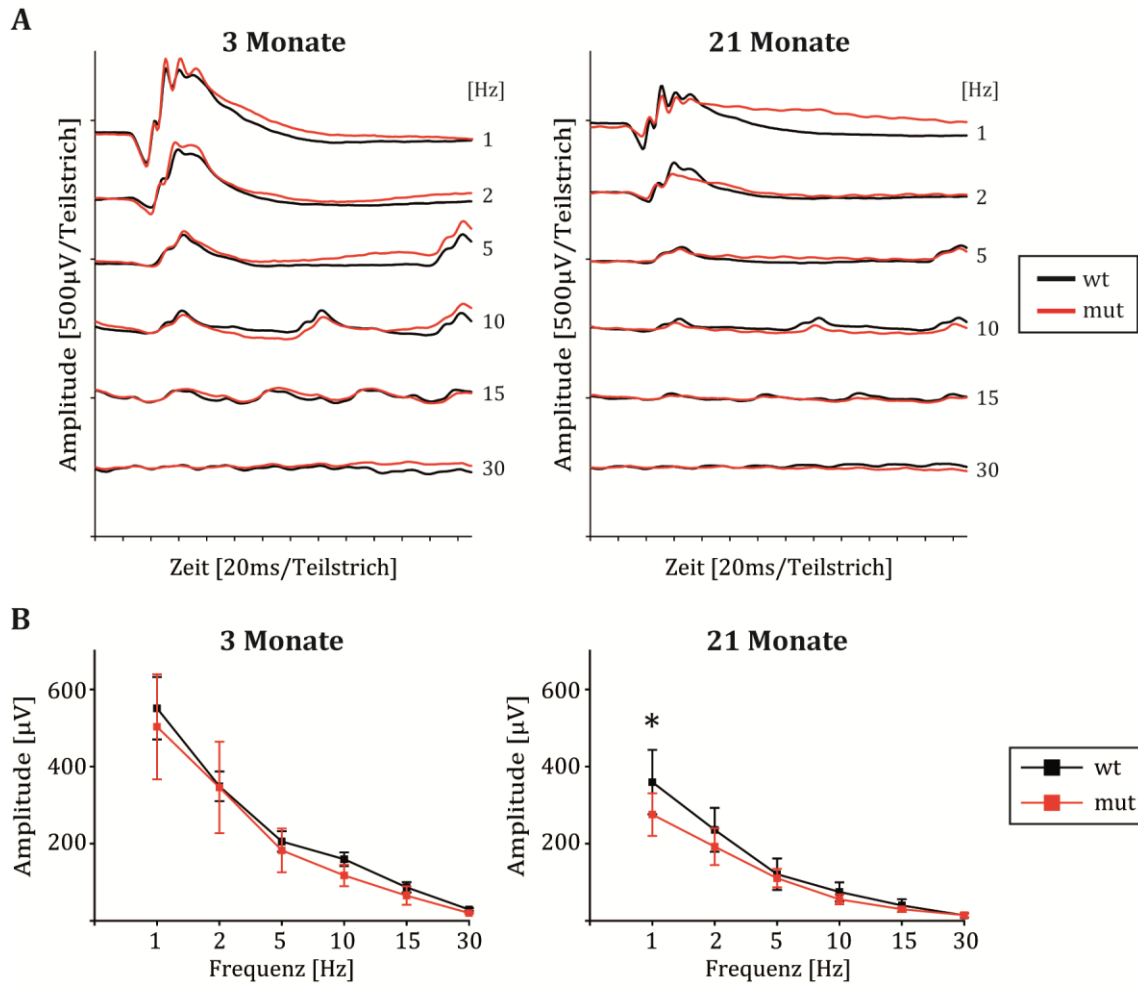 A
3 Monate
21 Monate
[Hz]
[Hz]
Amplitude [500µV/Teilstrich]
Amplitude [500µV/Teilstrich]
1
2
5
10
15
30
1
2
5
10
15
30
wt
mut
Zeit [20ms/Teilstrich]
Zeit [20ms/Teilstrich]
B
3 Monate
21 Monate
Amplitude [µV]
600
400
200
1 2 5 10 15 30
Frequenz [Hz]
Amplitude [µV]
600
400
200
*
1 2 5 10 15 30
Frequenz [Hz]
wt
mut